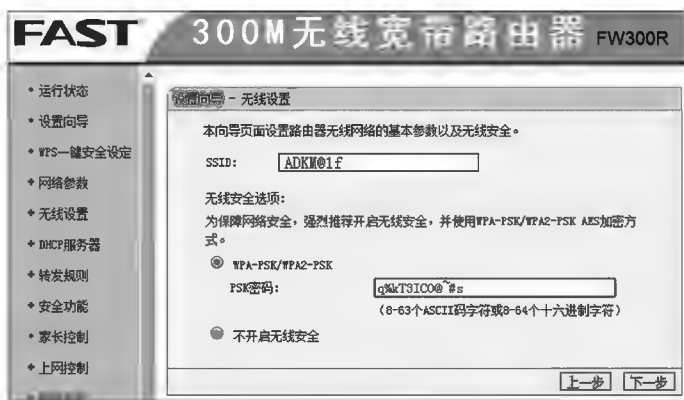 FAST 300M无线宽带路由器 FW300R
• 运行状态
• 设置向导
• WPS一键安全设定
+ 网络参数
+ 无线设置
+ DHCP服务器
+ 转发规则
+ 安全功能
• 家长控制
+ 上网控制
设置向导 - 无线设置
本向导页面设置路由器无线网络的基本参数以及无线安全。
SSID: ADKM@1f
无线安全选项:
为保障网络安全，强烈推荐开启无线安全，并使用WPA-PSK/WPA2-PSK AES加密方
式。
WPA-PSK/WPA2-PSK
PSK密码: q%kT3ICO@~#s
(8-63个ASCII码字符或8-64个十六进制字符)
不开启无线安全
上一步 下一步